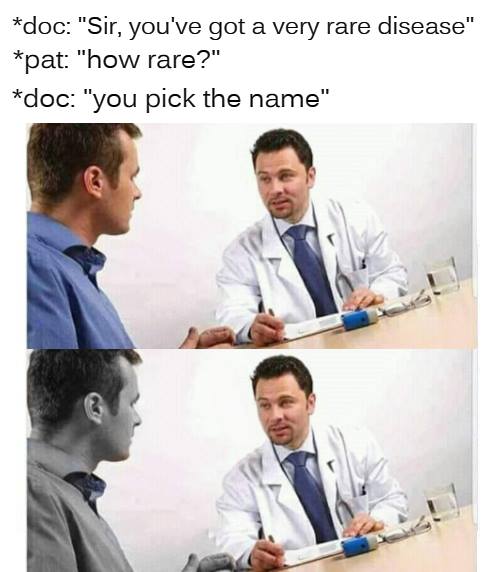 *doc: "Sir, you've got a very rare disease"
*pat: "how rare?"
*doc: "you pick the name"